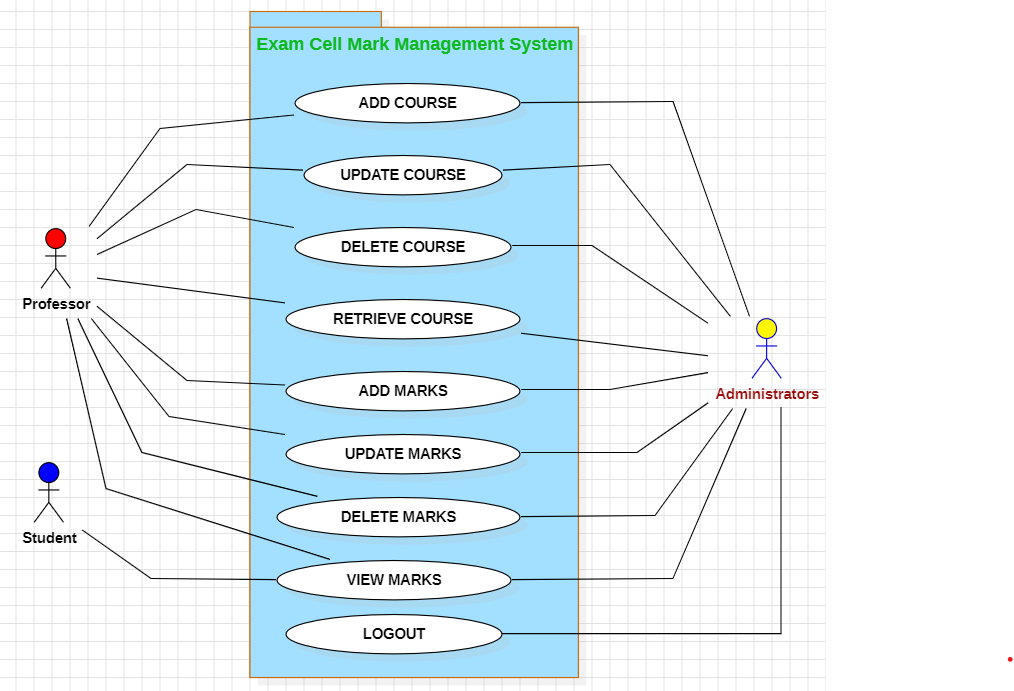 Exam Cell Mark Management System
ADD COURSE
UPDATE COURSE
DELETE COURSE
RETRIEVE COURSE
ADD MARKS
UPDATE MARKS
DELETE MARKS
VIEW MARKS
LOGOUT
Professor
Student
Administrators